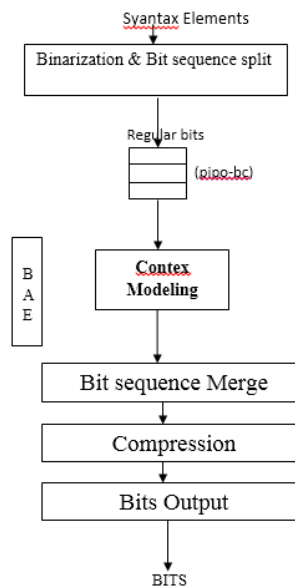 Syantax Elements
Binarization & Bit sequence split
Regular bits
(pipo-bc)
Contex
Modeling
B
A
E
Bit sequence Merge
Compression
Bits Output
BITS